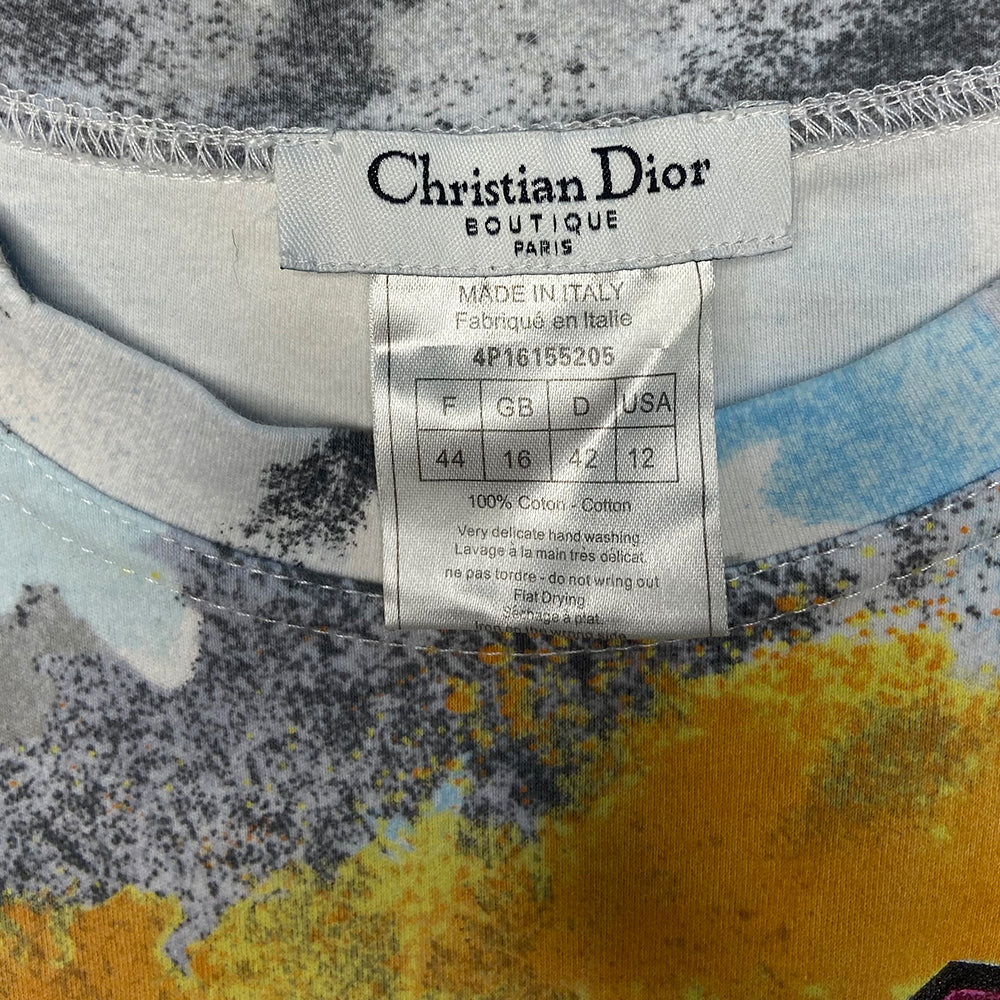 Christian Dior
BOUTIQUE
PARIS
MADE IN ITALY
Fabriqué en Italie
4P16155205
F GB D USA
44 16 42 12
100% Coton - Cotton
Very delicate hand washing
Lavage à la main très délicat.
ne pas tordre - do not wring out
Flat Drying
Séchage à plat.